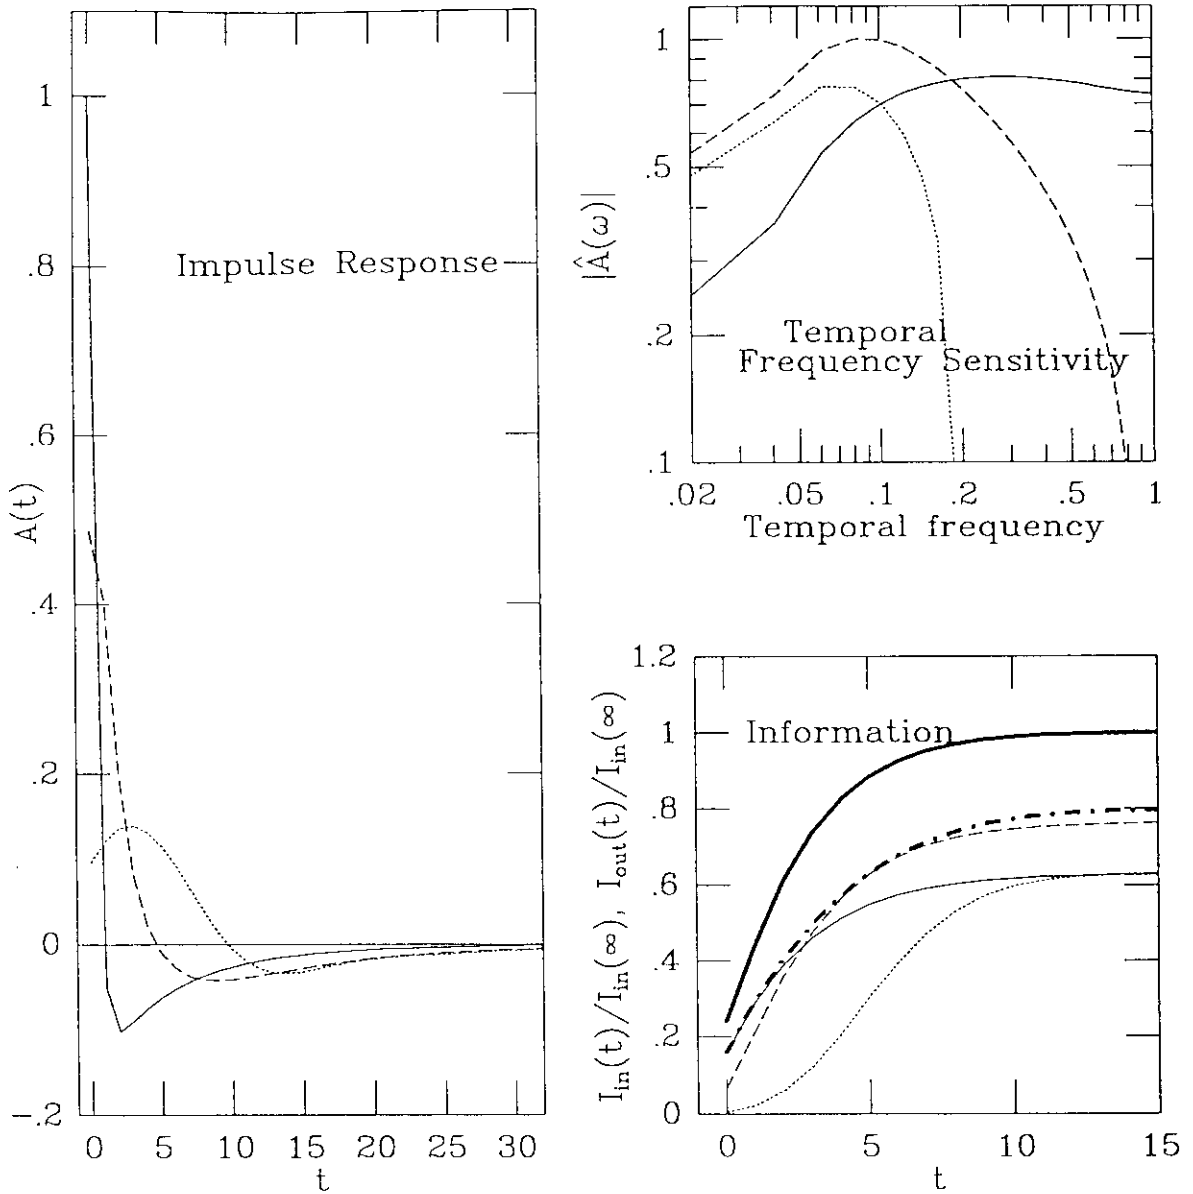 Impulse Response
A(t)
1
.8
.6
.4
.2
0
-.2
0 5 10 15 20 25 30
t
Temporal
Frequency Sensitivity
|Â(ω)|
1
.5
.2
.1
.02 .05 .1 .2 .5 1
Temporal frequency
Information
I_in(t)/I_in(∞), I_out(t)/I_in(∞)
1.2
1
.8
.6
.4
.2
0
0 5 10 15
t